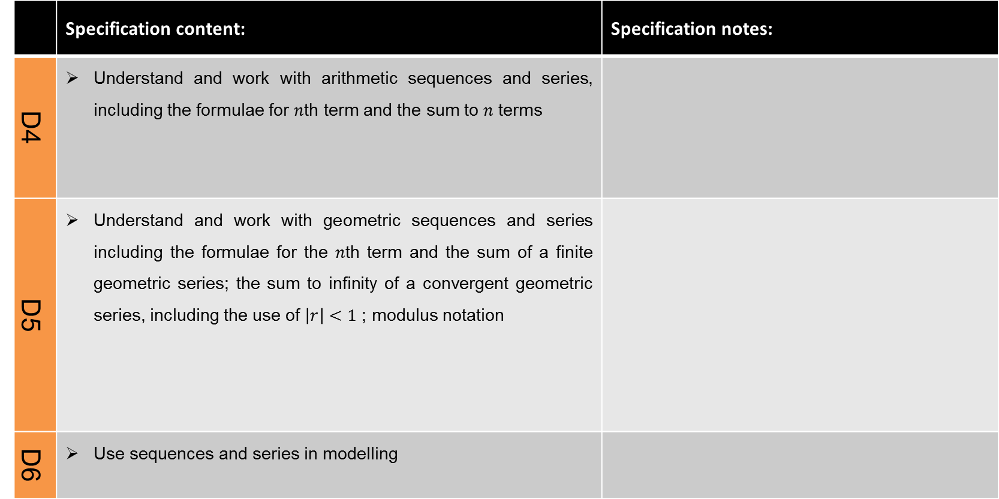 Specification content:
Specification notes:
D4
➢ Understand and work with arithmetic sequences and series,
including the formulae for 𝑛th term and the sum to 𝑛 terms
D5
➢ Understand and work with geometric sequences and series
including the formulae for the 𝑛th term and the sum of a finite
geometric series; the sum to infinity of a convergent geometric
series, including the use of |𝑟| < 1 ; modulus notation
D6
➢ Use sequences and series in modelling